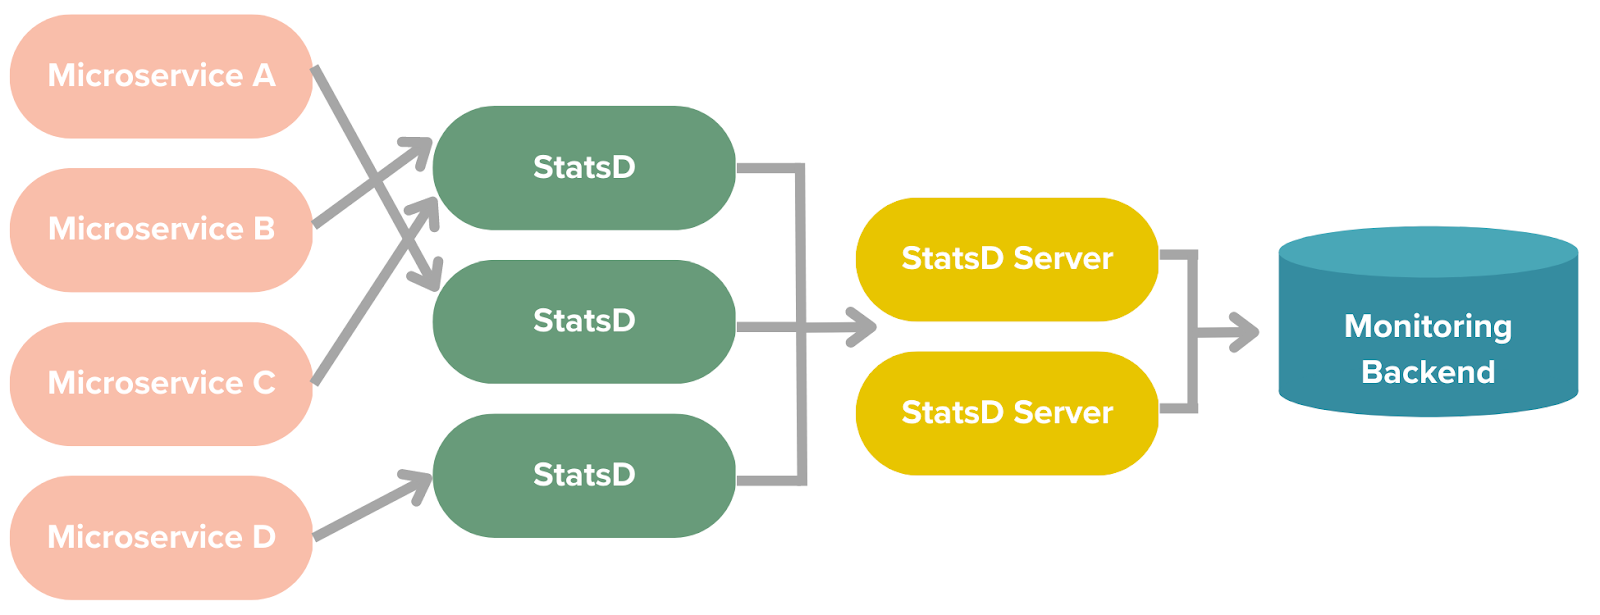 Microservice A
Microservice B
Microservice C
Microservice D
StatsD
StatsD
StatsD
StatsD Server
StatsD Server
Monitoring
Backend